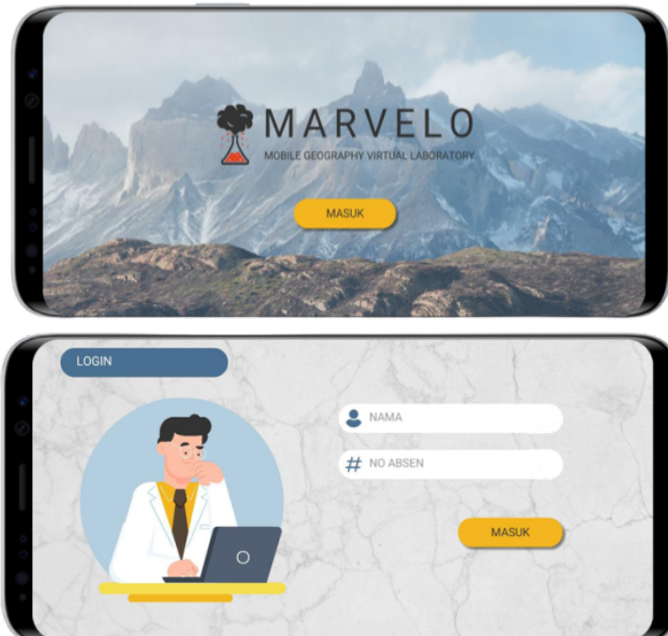 MARVELO
MOBILE GEOGRAPHY VIRTUAL LABORATORY
MASUK
LOGIN
NAMA
# NO ABSEN
MASUK